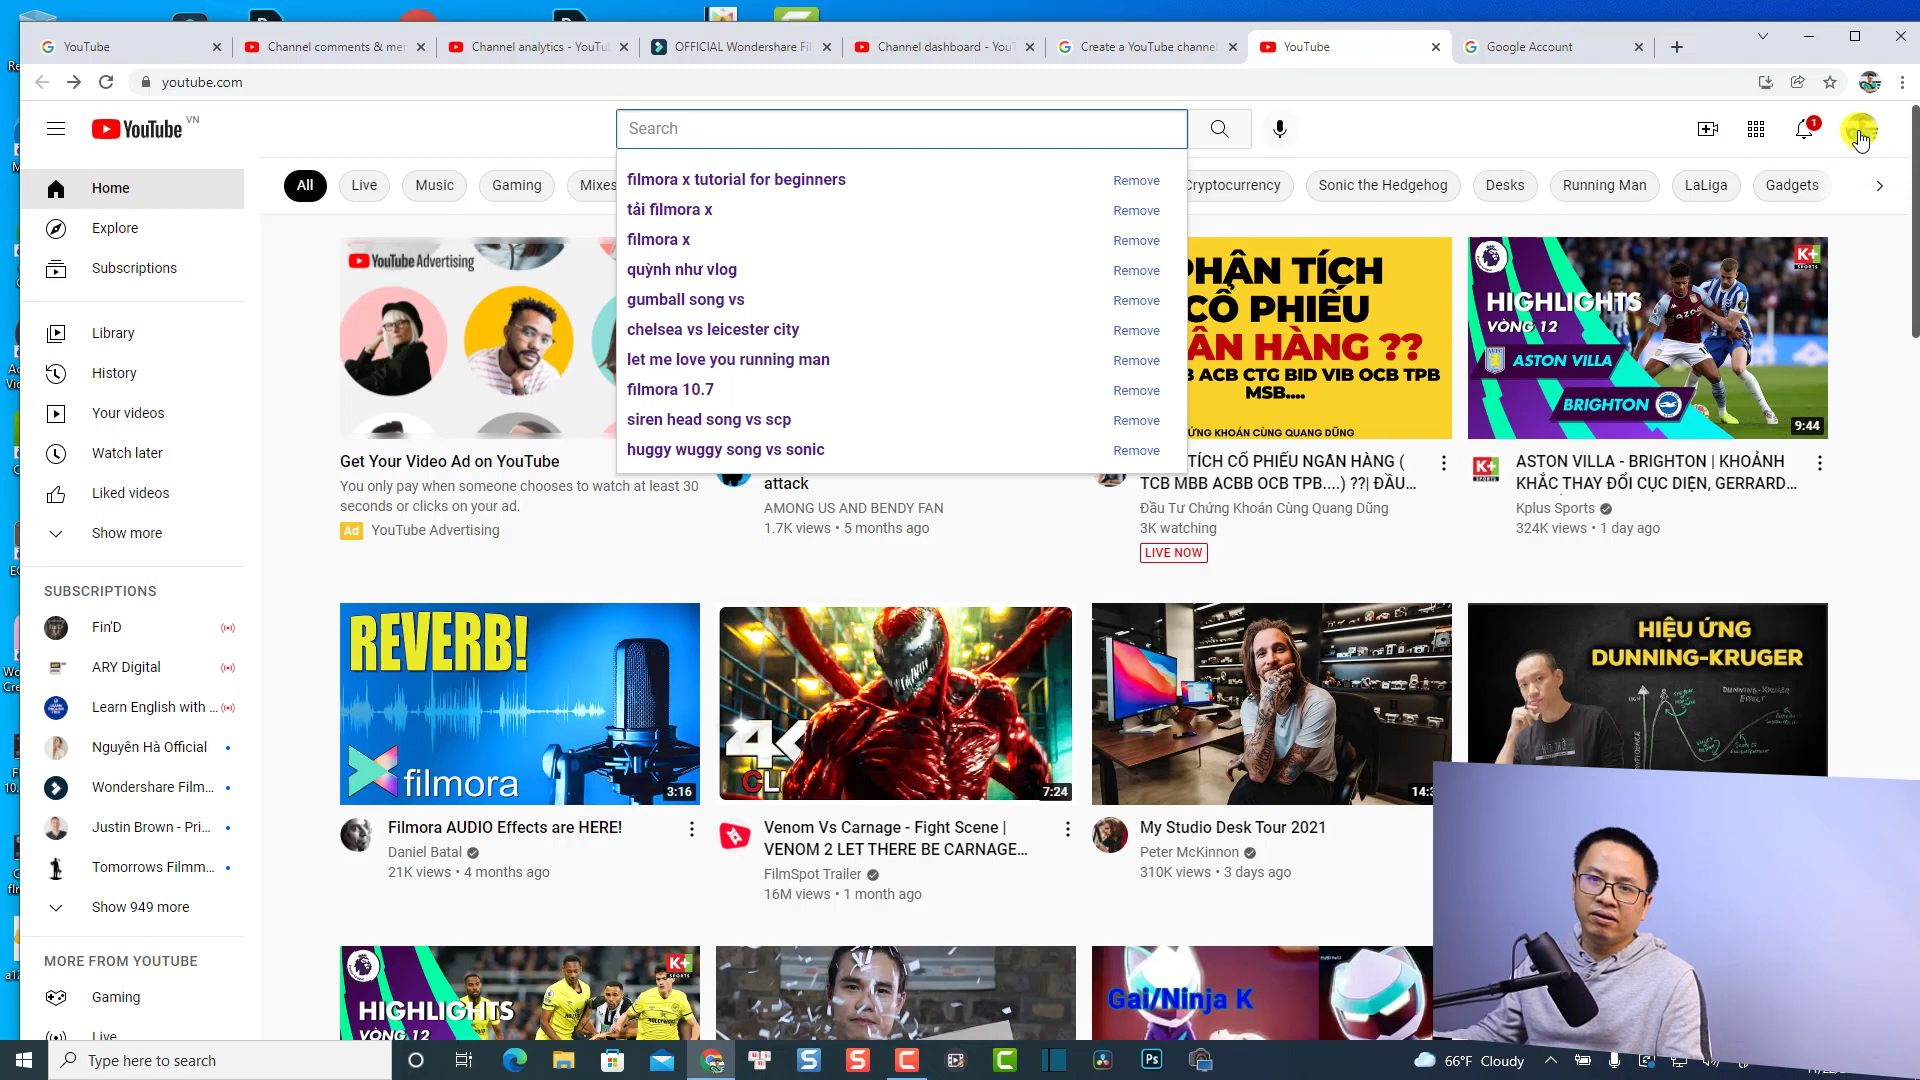 YouTube
Channel comments & me
Channel analytics - YouTu
OFFICIAL Wondershare Fi
Channel dashboard - YouT
Create a YouTube channel
YouTube
Google Account
youtube.com
YouTube VN
Search
1
Home
Explore
Subscriptions
Library
History
Your videos
Watch later
Liked videos
Show more
SUBSCRIPTIONS
Fin'D
ARY Digital
Learn English with ...
Nguyên Hà Official
Wondershare Film...
Justin Brown - Pri...
Tomorrows Filmm...
Show 949 more
MORE FROM YOUTUBE
Gaming
Live
All
Live
Music
Gaming
Mixes
Cryptocurrency
Sonic the Hedgehog
Desks
Running Man
LaLiga
Gadgets
filmora x tutorial for beginners Remove
tải filmora x Remove
filmora x Remove
quỳnh như vlog Remove
gumball song vs Remove
chelsea vs leicester city Remove
let me love you running man Remove
filmora 10.7 Remove
siren head song vs scp Remove
huggy wuggy song vs sonic Remove
YouTube Advertising
Get Your Video Ad on YouTube
You only pay when someone chooses to watch at least 30
seconds or clicks on your ad.
Ad YouTube Advertising
attack
AMONG US AND BENDY FAN
1.7K views • 5 months ago
PHÂN TÍCH
CỔ PHIẾU
ÂN HÀNG ??
B ACB CTG BID VIB OCB TPB
MSB....
ỨNG KHOÁN CÙNG QUANG DŨNG
TÍCH CỔ PHIẾU NGÂN HÀNG (
TCB MBB ACBB OCB TPB....) ??| ĐẦU...
Đầu Tư Chứng Khoán Cùng Quang Dũng
3K watching
LIVE NOW
K+
SPORTS
HIGHLIGHTS
VÒNG 12
ASTON VILLA
BRIGHTON
9:44
K+
ASTON VILLA - BRIGHTON | KHOẢNH
KHẮC THAY ĐỔI CỤC DIỆN, GERRARD...
Kplus Sports
324K views • 1 day ago
REVERB!
filmora
3:16
Filmora AUDIO Effects are HERE!
Daniel Batal
21K views • 4 months ago
4K
CLI
7:24
Venom Vs Carnage - Fight Scene |
VENOM 2 LET THERE BE CARNAGE...
FilmSpot Trailer
16M views • 1 month ago
14:3
My Studio Desk Tour 2021
Peter McKinnon
310K views • 3 days ago
HIỆU ỨNG
DUNNING-KRUGER
DUNNING-KRUGER
EFFECT
HIGH
K+
SPORTS
HIGHLIGHTS
VÒNG 12
Gai/Ninja K
Type here to search
Ps
66°F Cloudy